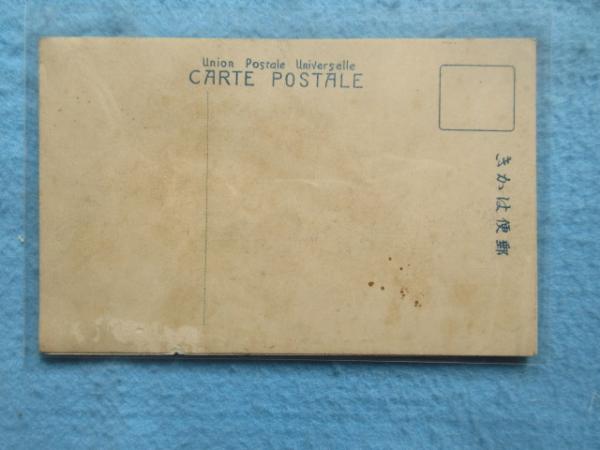 Union Postale Universelle
CARTE POSTALE
きかは便郵